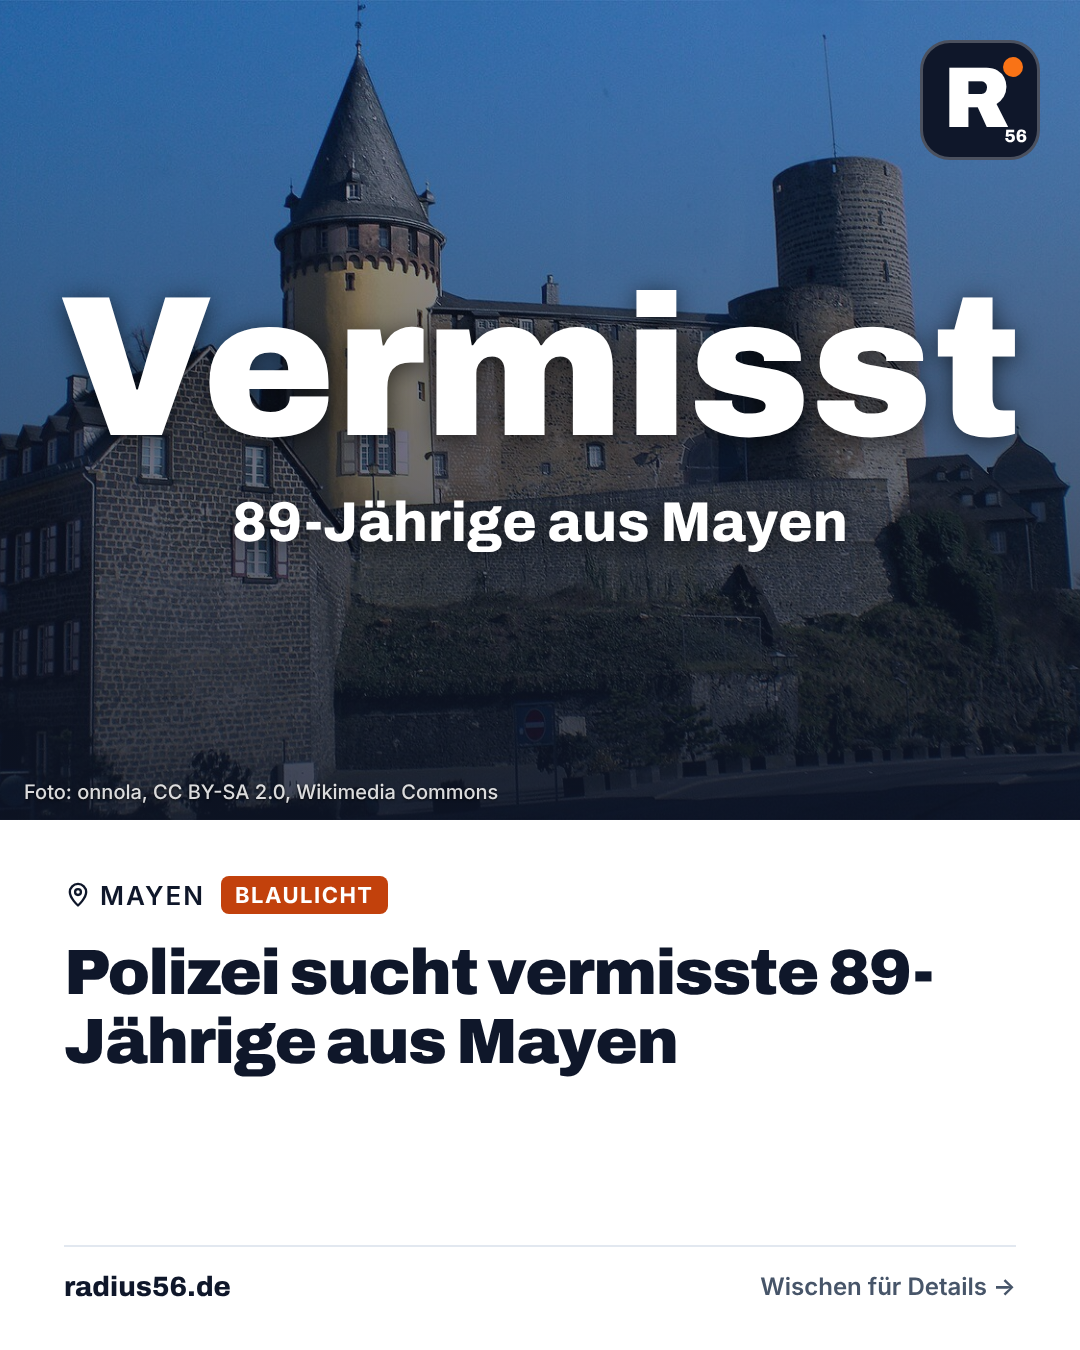 R
56
Vermisst
89-Jährige aus Mayen
Foto: onnola, CC BY-SA 2.0, Wikimedia Commons
MAYEN BLAULICHT
Polizei sucht vermisste 89-
Jährige aus Mayen
radius56.de
Wischen für Details →